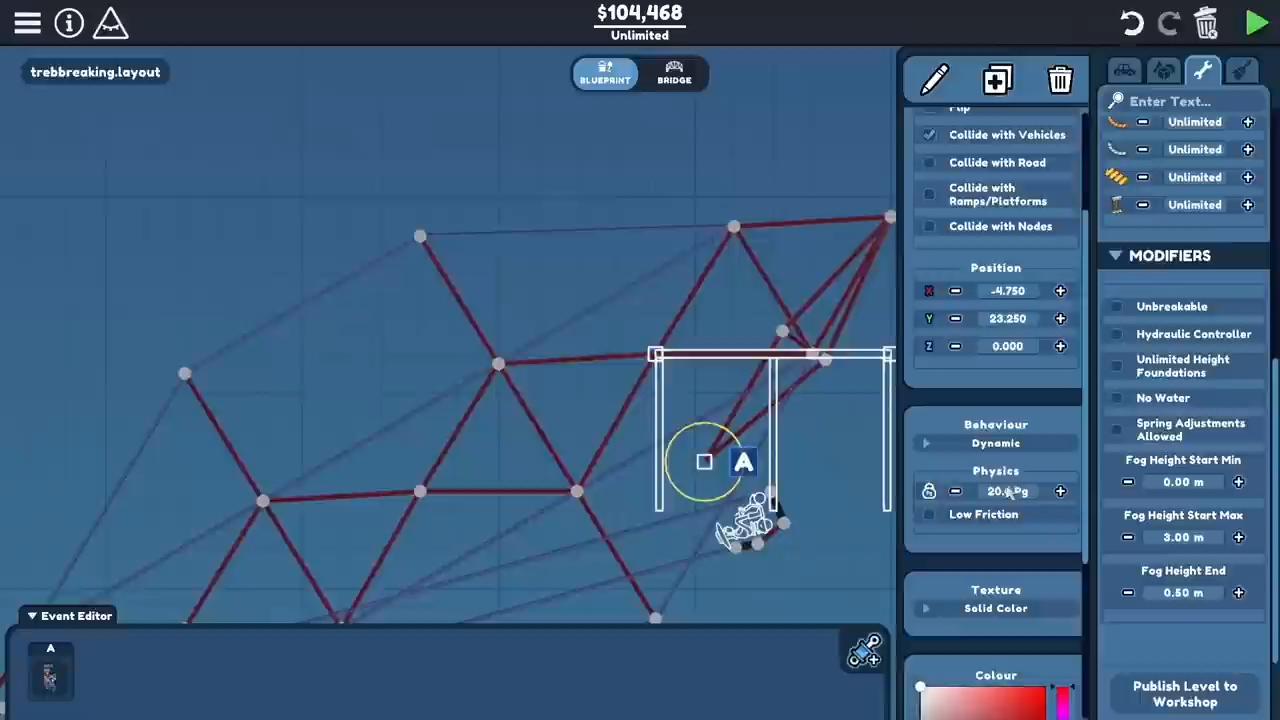 $104,468
Unlimited
trebbreaking.layout
BLUEPRINT
BRIDGE
Flip
Collide with Vehicles
Collide with Road
Collide with
Ramps/Platforms
Collide with Nodes
Position
X
-4.750
Y
23.250
Z
0.000
Behaviour
Dynamic
Physics
Low Friction
Texture
Solid Color
Colour
Enter Text...
Unlimited
Unlimited
Unlimited
Unlimited
MODIFIERS
Unbreakable
Hydraulic Controller
Unlimited Height
Foundations
No Water
Spring Adjustments
Allowed
Fog Height Start Min
0.00 m
Fog Height Start Max
3.00 m
Fog Height End
0.50 m
Publish Level to
Workshop
A
Event Editor
A